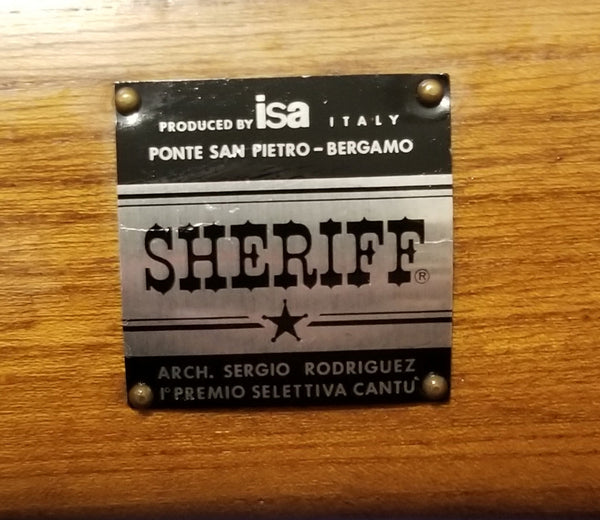 PRODUCED BY isa ITALY
PONTE SAN PIETRO - BERGAMO
SHERIFF®
ARCH. SERGIO RODRIGUEZ
I° PREMIO SELETTIVA CANTU`